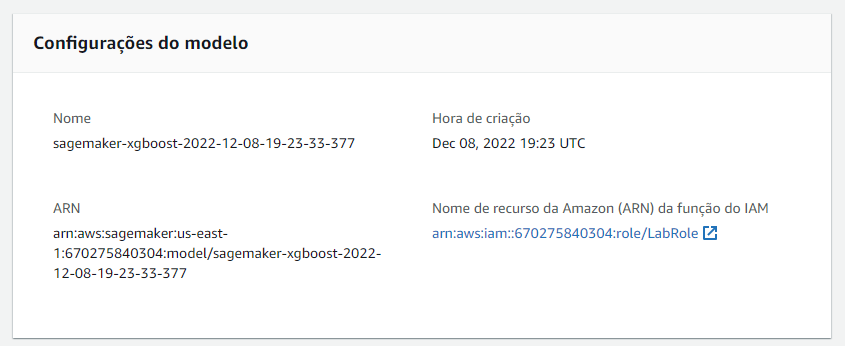 Configurações do modelo
Nome
sagemaker-xgboost-2022-12-08-19-23-33-377
Hora de criação
Dec 08, 2022 19:23 UTC
ARN
arn:aws:sagemaker:us-east-
1:670275840304:model/sagemaker-xgboost-2022-
12-08-19-23-33-377
Nome de recurso da Amazon (ARN) da função do IAM
arn:aws:iam::670275840304:role/LabRole